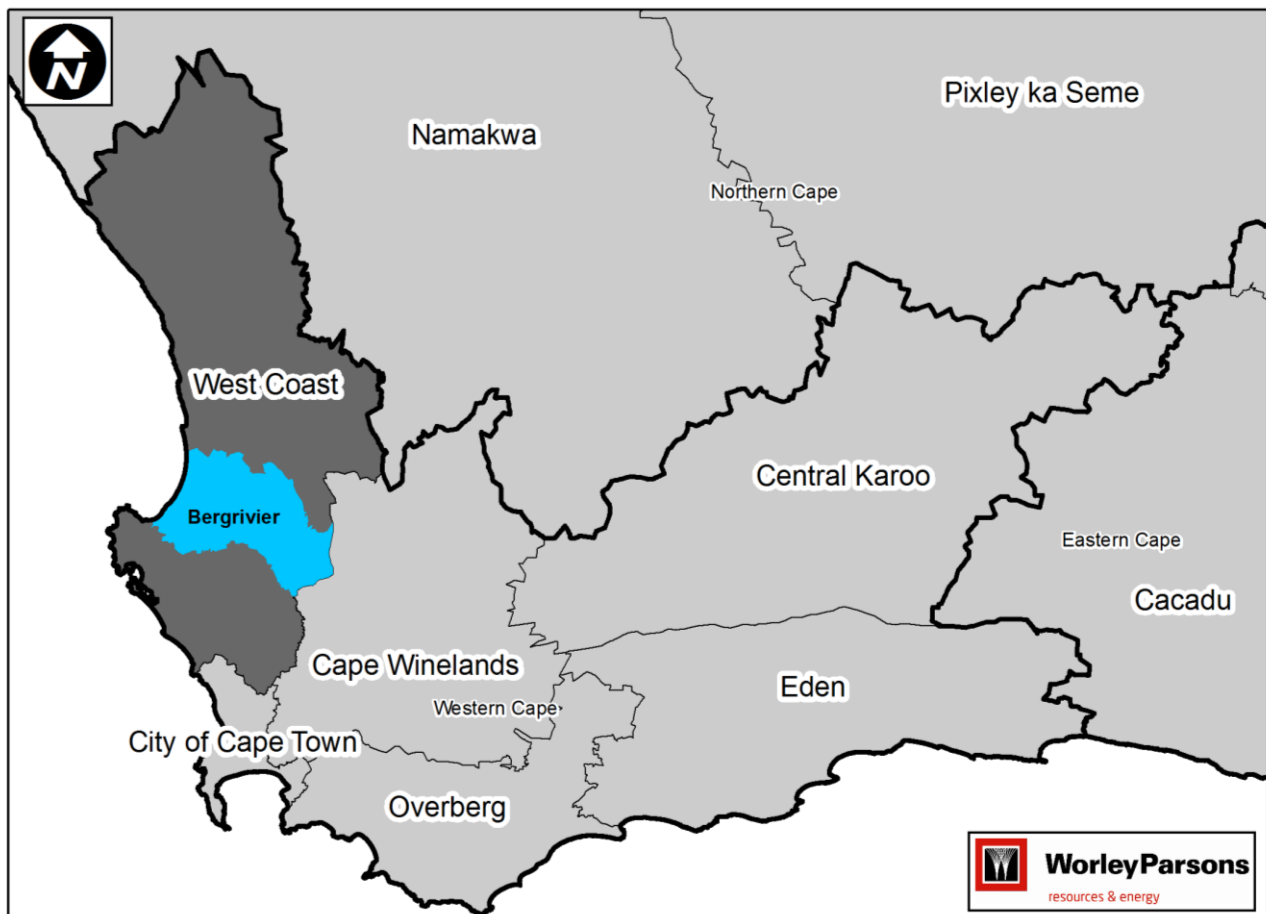 N
Pixley ka Seme
Namakwa
Northern Cape
West Coast
Central Karoo
Bergrivier
Eastern Cape
Cacadu
Cape Winelands
Eden
Western Cape
City of Cape Town
Overberg
WorleyParsons
resources & energy